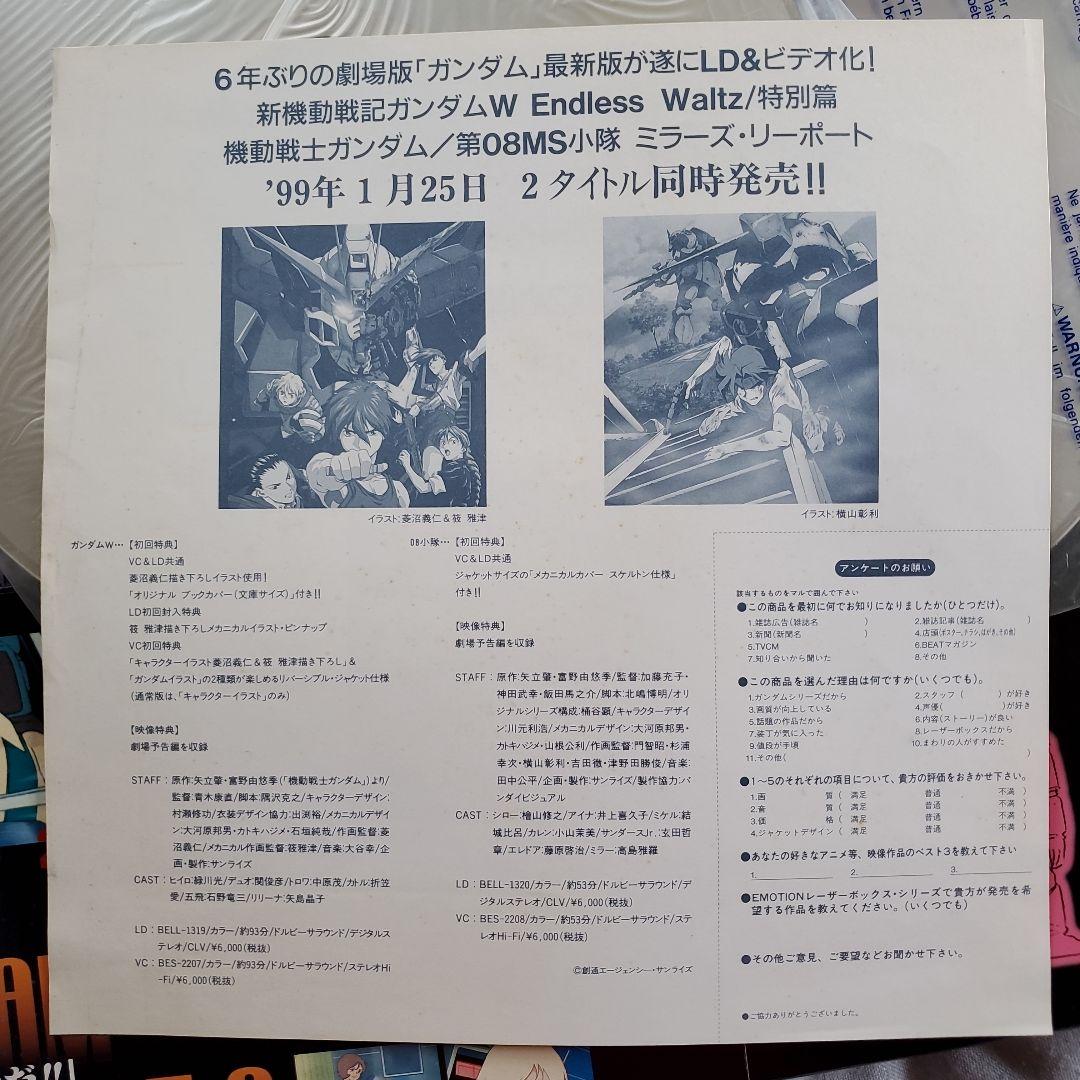 6年ぶりの劇場版「ガンダム」最新版が遂にLD&ビデオ化!
新機動戦記ガンダムW Endless Waltz/特別篇
機動戦士ガンダム/第08MS小隊 ミラーズ・リーポート
'99年1月25日 2タイトル同時発売!!
イラスト:菱沼義仁&筱 雅津
イラスト:横山彰利
ガンダムW…【初回特典】
VC&LD共通
菱沼義仁描き下ろしイラスト使用!
「オリジナル ブックカバー(文庫サイズ)」付き!!
LD初回封入特典
筱 雅津描き下ろしメカニカルイラスト・ピンナップ
VC初回特典
「キャラクターイラスト菱沼義仁&筱 雅津描き下ろし」&
「ガンダムイラスト」の2種類が楽しめるリバーシブル・ジャケット仕様
(通常版は、「キャラクターイラスト」のみ)
【映像特典】
劇場予告編を収録
STAFF:原作:矢立肇・富野由悠季(「機動戦士ガンダム」より/
監督:青木康直/脚本:隅沢克之/キャラクターデザイン:
村瀬修功/衣装デザイン協力:出渕裕/メカニカルデザイ
ン:大河原邦男・カトキハジメ・石垣純哉/作画監督:菱
沼義仁/メカニカル作画監督:筱雅津/音楽:大谷幸/企
画・製作:サンライズ
CAST:ヒイロ:緑川光/デュオ:関俊彦/トロワ:中原茂/カトル:折笠
愛/五飛:石野竜三/リリーナ:矢島晶子
LD:BELL-1319/カラー/約93分/ドルビーサラウンド/デジタルス
テレオ/CLV/¥6,000(税抜)
VC:BES-2207/カラー/約93分/ドルビーサラウンド/ステレオHi
-Fi/¥6,000(税抜)
08小隊…【初回特典】
VC&LD共通
ジャケットサイズの「メカニカルカバー スケルトン仕様」
付き!!
【映像特典】
劇場予告編を収録
STAFF:原作:矢立肇・富野由悠季/監督:加藤充子・
神田武幸・飯田馬之介/脚本:北嶋博明/オリ
ジナルシリーズ構成:桶谷顕/キャラクターデザイ
ン:川元利浩/メカニカルデザイン:大河原邦男・
カトキハジメ・山根公利/作画監督:門智昭・杉浦
幸次・横山彰利・吉田徹・津野田勝俊/音楽:
田中公平/企画・製作:サンライズ/製作協力:バ
ンダイビジュアル
CAST:シロー:檜山修之/アイナ:井上喜久子/ミケル:結
城比呂/カレン:小山茉美/サンダースJr.:玄田哲
章/エレドア:藤原啓治/ミラー:高島雅羅
LD:BELL-1320/カラー/約53分/ドルビーサラウンド/デ
ジタルステレオ/CLV/¥6,000(税抜)
VC:BES-2208/カラー/約53分/ドルビーサラウンド/ステ
レオHi-Fi/¥6,000(税抜)
©創通エージェンシー・サンライズ
アンケートのお願い
該当するものをマルで囲んで下さい
●この商品を最初に何でお知りになりましたか(ひとつだけ)。
1.雑誌広告(雑誌名 ) 2.雑誌記事(雑誌名 )
3.新聞(新聞名 ) 4.店頭(ポスター、チラシ、はがき、その他)
5.TVCM 6.BEATマガジン
7.知り合いから聞いた 8.その他
●この商品を選んだ理由は何ですか(いくつでも)。
1.ガンダムシリーズだから 2.スタッフ( )が好き
3.画質が向上している 4.声優( )が好き
5.話題の作品だから 6.内容(ストーリー)が良い
7.装丁が気に入った 8.レーザーボックスだから
9.値段が手頃 10.まわりの人がすすめた
11.その他( )
●1〜5のそれぞれの項目について、貴方の評価をおきかせ下さい。
1.画 質( 満足 普通 不満 )
2.音 質( 満足 普通 不満 )
3.価 格( 満足 普通 不満 )
4.ジャケットデザイン( 満足 普通 不満 )
●あなたの好きなアニメ等、映像作品のベスト3を教えて下さい
1. 2. 3.
●EMOTIONレーザーボックス・シリーズで貴方が発売を希
望する作品を教えてください。(いくつでも)
●その他ご意見、ご要望などお聞かせ下さい。
●ご協力ありがとうございました。
Ne
manière indiqu
⚠WARN
im
folgenden